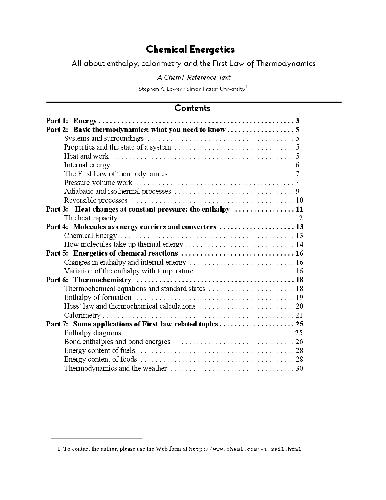 Chemical Energetics
All about enthalpy, calorimetry and the First Law of Thermodynamics
A Chem1 Reference Text
Stephen K. Lower • Simon Fraser University¹
Contents
Part 1: Energy . . . . . . . . . . . . . . . . . . . . 3
Part 2: Basic thermodynamics: what you need to know . . . . . . . . . . . . . . . . . . . . 5
Systems and surroundings . . . . . . . . . . . . . . . . . . . . 5
Properties and the state of a system . . . . . . . . . . . . . . . . . . . . 5
Heat and work . . . . . . . . . . . . . . . . . . . . 5
Internal energy . . . . . . . . . . . . . . . . . . . . 6
The First Law of thermodynamics . . . . . . . . . . . . . . . . . . . . 7
Pressure-volume work . . . . . . . . . . . . . . . . . . . .
Adiabatic and isothermal processes . . . . . . . . . . . . . . . . . . . . 9
Reversible processes . . . . . . . . . . . . . . . . . . . . 10
Part 3: Heat changes at constant pressure: the enthalpy . . . . . . . . . . . . . . . . . . . . 11
The heat capacity . . . . . . . . . . . . . . . . . . . .
Part 4: Molecules as energy carriers and converters . . . . . . . . . . . . . . . . . . . . 13
Chemical Energy . . . . . . . . . . . . . . . . . . . . 13
How molecules take up thermal energy . . . . . . . . . . . . . . . . . . . . 14
Part 5: Energetics of chemical reactions . . . . . . . . . . . . . . . . . . . . 16
Changes in enthalpy and internal energy . . . . . . . . . . . . . . . . . . . . 16
Variation of the enthalpy with temperature . . . . . . . . . . . . . . . . . . . . 16
Part 6: Thermochemistry . . . . . . . . . . . . . . . . . . . . 18
Thermochemical equations and standard states . . . . . . . . . . . . . . . . . . . . 18
Enthalpy of formation . . . . . . . . . . . . . . . . . . . . 19
Hess' law and thermochemical calculations . . . . . . . . . . . . . . . . . . . . 20
Calorimetry . . . . . . . . . . . . . . . . . . . . 21
Part 7: Some applications of First law-related topics . . . . . . . . . . . . . . . . . . . . 25
Enthalpy diagrams . . . . . . . . . . . . . . . . . . . . 25
Bond enthalpies and bond energies . . . . . . . . . . . . . . . . . . . . 26
Energy content of fuels . . . . . . . . . . . . . . . . . . . . 28
Energy content of foods . . . . . . . . . . . . . . . . . . . . 28
Thermodynamics and the weather . . . . . . . . . . . . . . . . . . . . 30
1. To contact the author, please use the Web form at